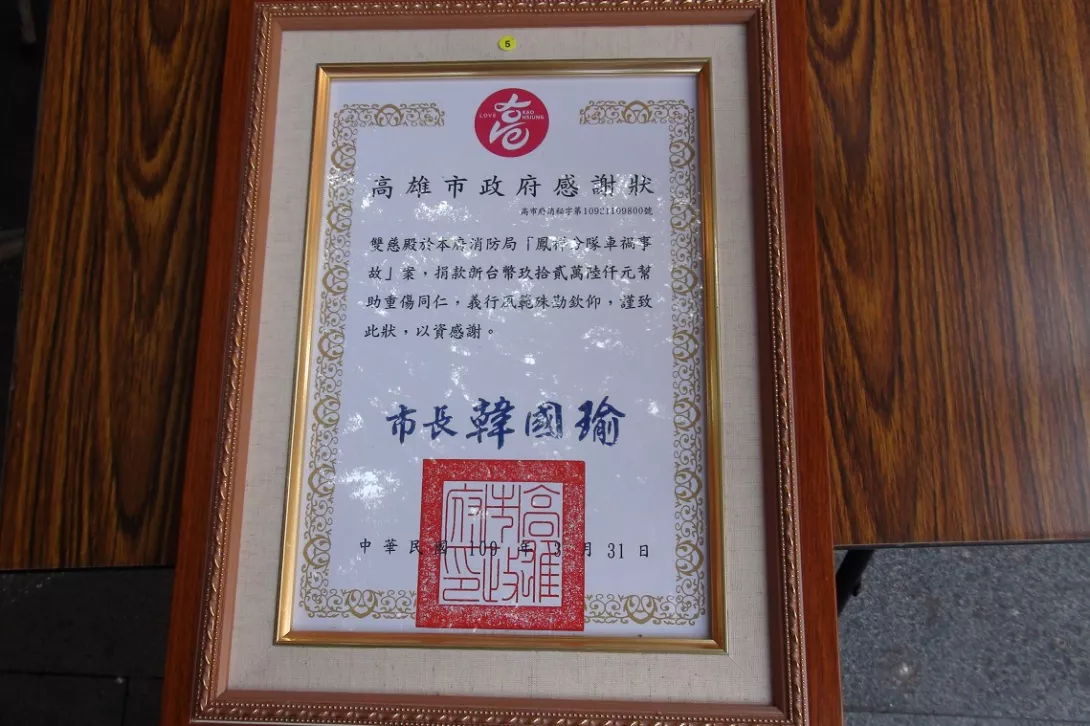 5
LOVE KAO HSIUNG
高雄市政府感謝狀
高市府消秘字第10921109800號
雙慈殿於本府消防局「鳳祥分隊車禍事
故」案，捐款新台幣玖拾貳萬陸仟元幫
助重傷同仁，義行風範殊勘欽仰，謹致
此狀，以資感謝。
市長韓國瑜
中華民國 109 年 3 月 31 日
高雄市政府印